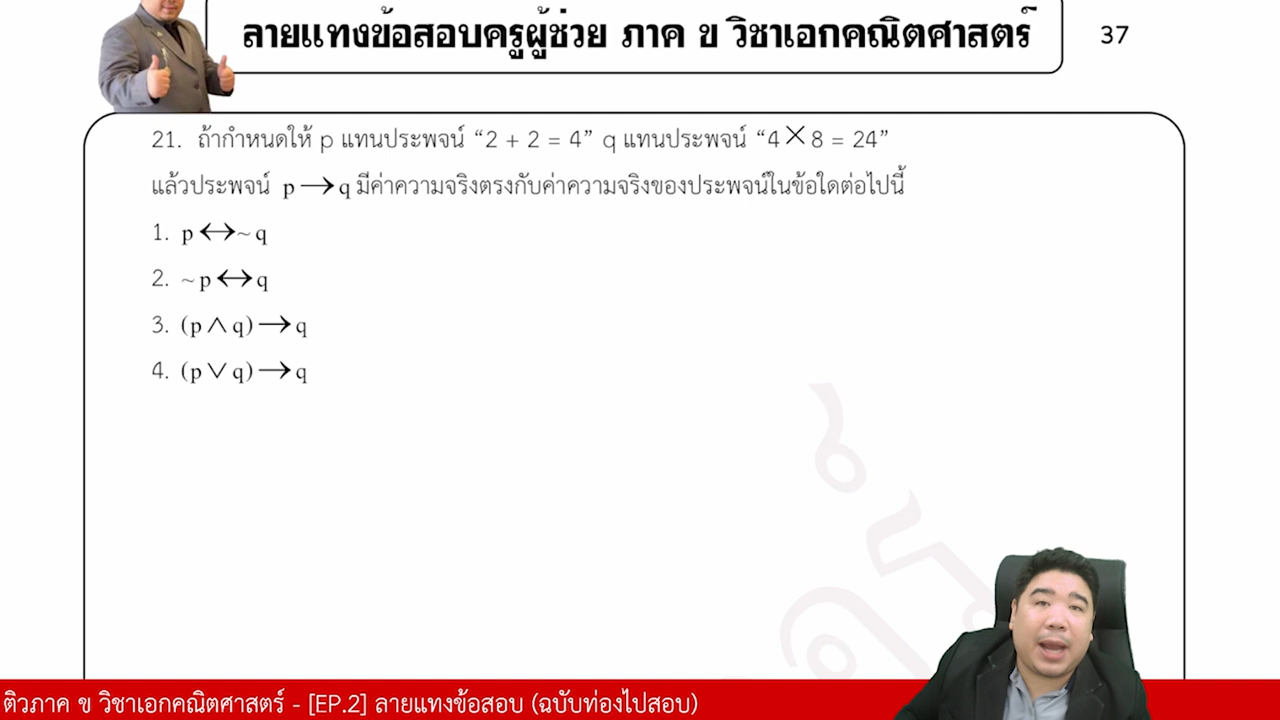 ลายแทงข้อสอบครูผู้ช่วย ภาค ข วิชาเอกคณิตศาสตร์
37
21. ถ้ากำหนดให้ p แทนประพจน์ “2 + 2 = 4” q แทนประพจน์ “4×8 = 24”
แล้วประพจน์ p → q มีค่าความจริงตรงกับค่าความจริงของประพจน์ในข้อใดต่อไปนี้
1. p ↔ ~ q
2. ~ p ↔ q
3. (p ∧ q) → q
4. (p ∨ q) → q
ติวภาค ข วิชาเอกคณิตศาสตร์ - [EP.2] ลายแทงข้อสอบ (ฉบับท่องไปสอบ)